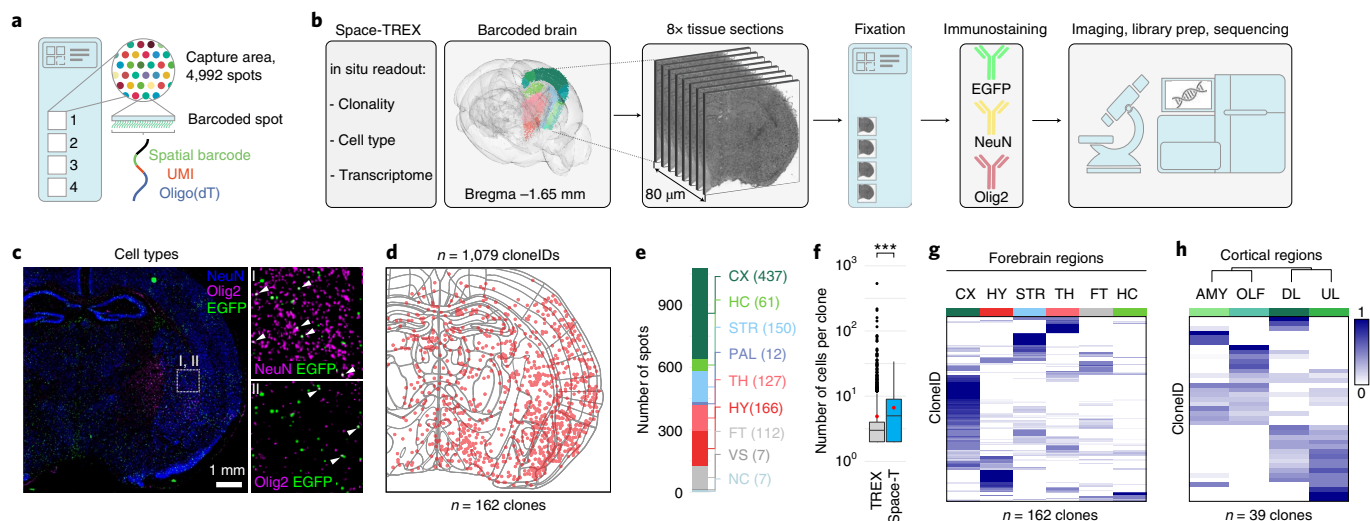 a
Capture area,
4,992 spots
Barcoded spot
1
2
3
4
Spatial barcode
UMI
Oligo(dT)
b
Space-TREX
in situ readout:
- Clonality
- Cell type
- Transcriptome
Barcoded brain
Bregma –1.65 mm
8× tissue sections
80 μm
Fixation
Immunostaining
EGFP
NeuN
Olig2
Imaging, library prep, sequencing
c
Cell types
NeuN
Olig2
EGFP
I, II
1 mm
I
NeuN EGFP
II
Olig2 EGFP
d
n = 1,079 cloneIDs
n = 162 clones
e
Number of spots
900
600
300
0
CX (437)
HC (61)
STR (150)
PAL (12)
TH (127)
HY (166)
FT (112)
VS (7)
NC (7)
f
***
Number of cells per clone
10³
10²
10¹
10⁰
TREX
Space-T
g
Forebrain regions
CX HY STR TH FT HC
CloneID
n = 162 clones
h
Cortical regions
AMY OLF DL UL
CloneID
n = 39 clones
1
0